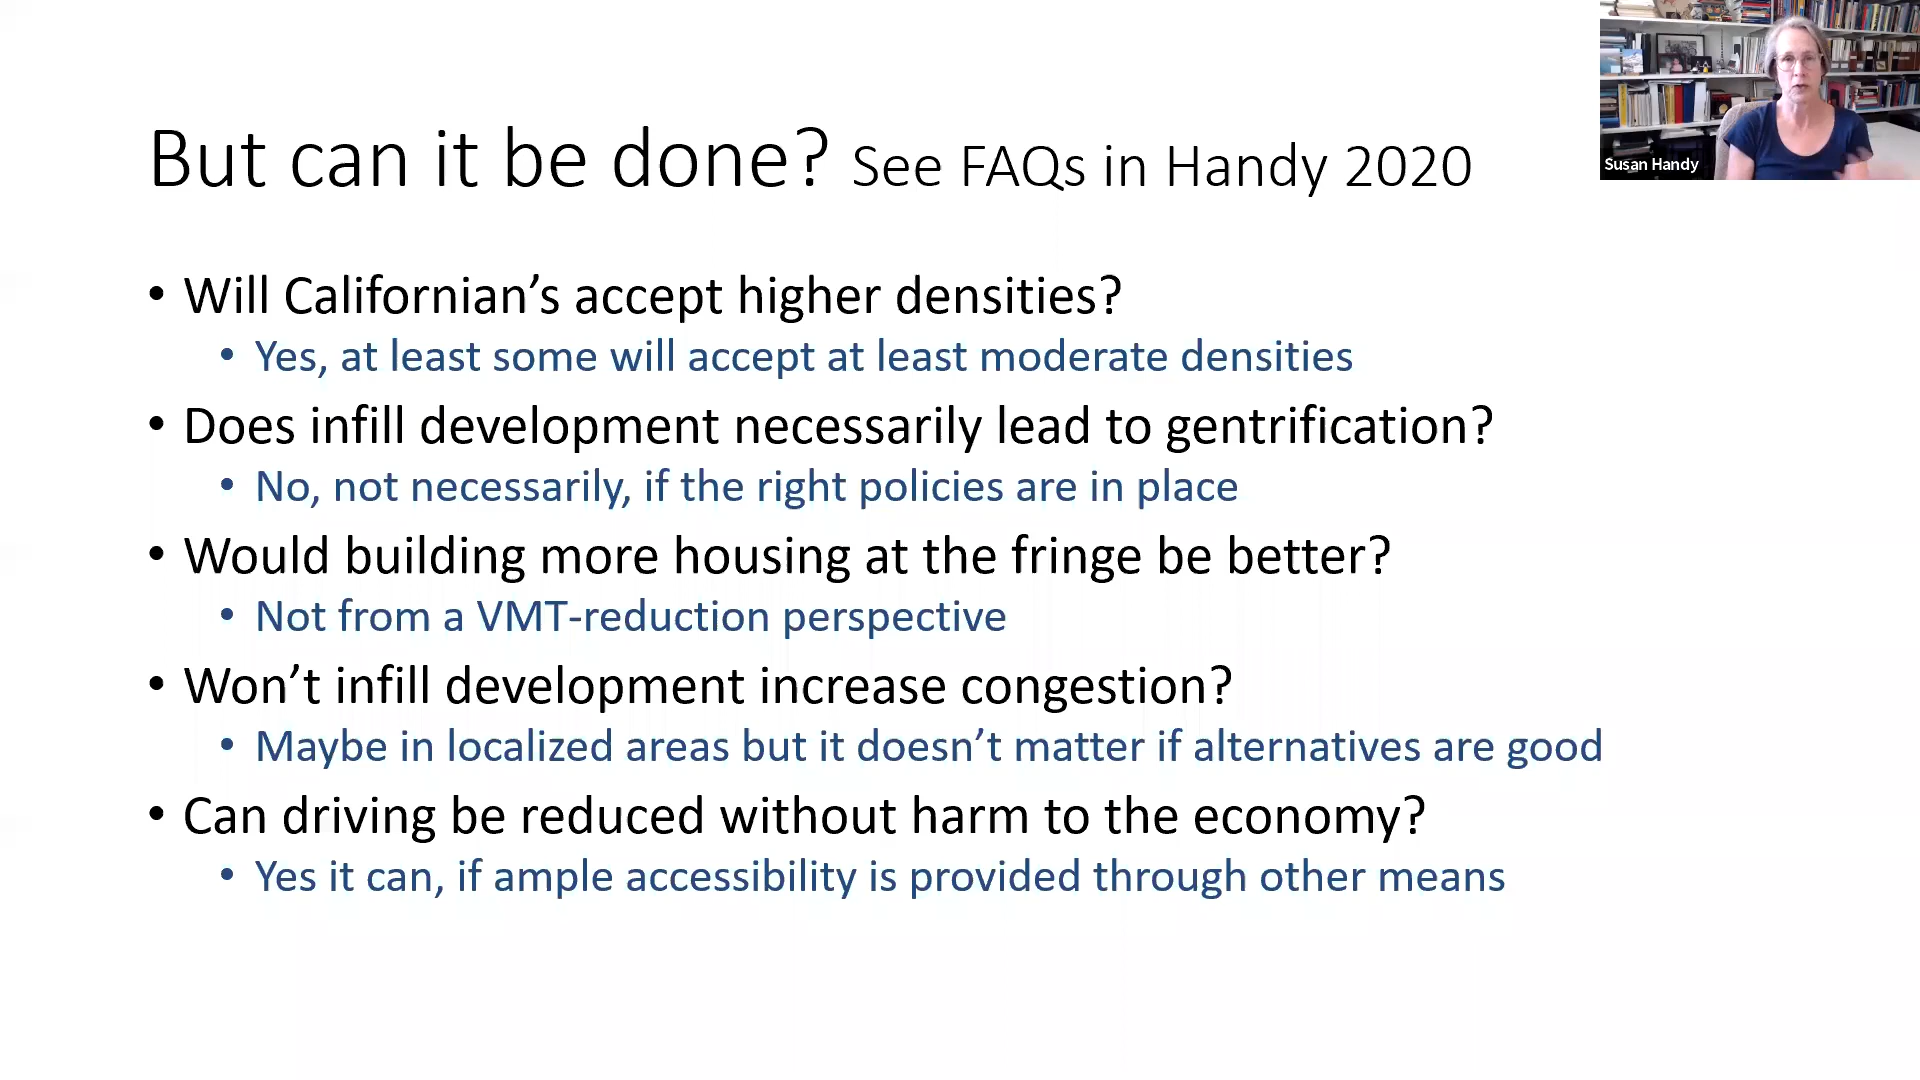 Susan Handy
But can it be done? See FAQs in Handy 2020
• Will Californian’s accept higher densities?
• Yes, at least some will accept at least moderate densities
• Does infill development necessarily lead to gentrification?
• No, not necessarily, if the right policies are in place
• Would building more housing at the fringe be better?
• Not from a VMT-reduction perspective
• Won’t infill development increase congestion?
• Maybe in localized areas but it doesn’t matter if alternatives are good
• Can driving be reduced without harm to the economy?
• Yes it can, if ample accessibility is provided through other means